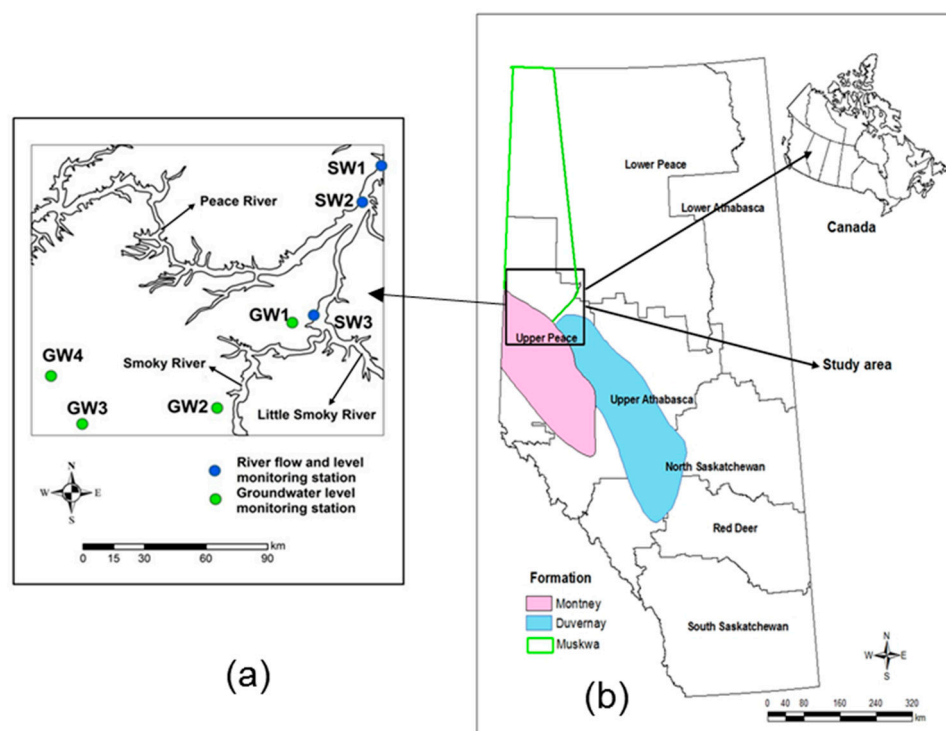 SW1
Peace River
SW2
GW1
SW3
GW4
Smoky River
GW3
GW2
Little Smoky River
River flow and level
monitoring station
Groundwater level
monitoring station
N
W E
S
km
0 15 30 60 90
(a)
Lower Peace
Lower Athabasca
Canada
Upper Peace
Study area
Upper Athabasca
North Saskatchewan
Red Deer
Formation
Montney
Duvernay
Muskwa
South Saskatchewan
N
W E
S
(b)
0 40 80 160 240 320
km